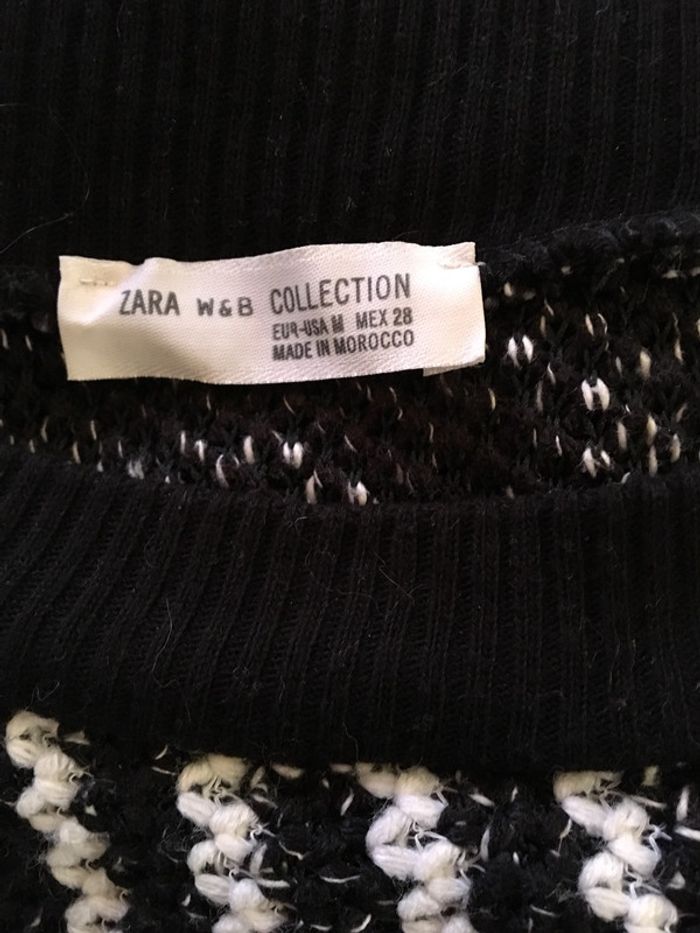 ZARA W&B COLLECTION
EUR-USA M MEX 28
MADE IN MOROCCO